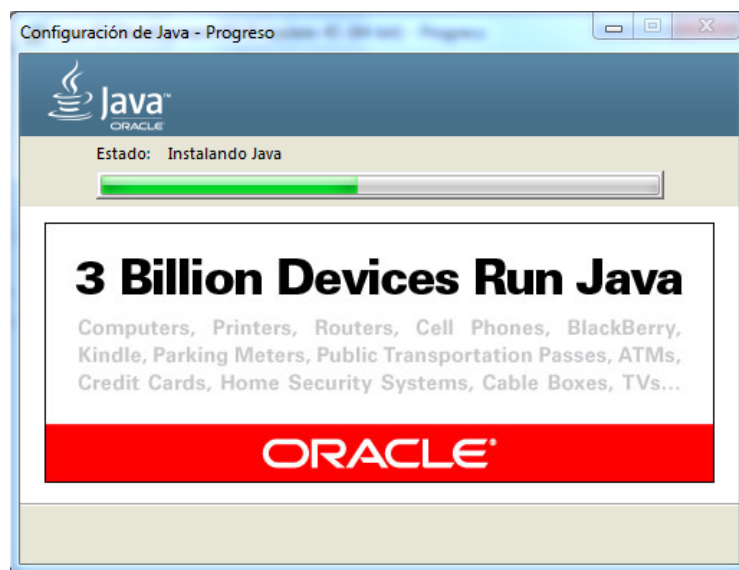 Configuración de Java - Progreso
Java™
ORACLE
Estado: Instalando Java
3 Billion Devices Run Java
Computers, Printers, Routers, Cell Phones, BlackBerry,
Kindle, Parking Meters, Public Transportation Passes, ATMs,
Credit Cards, Home Security Systems, Cable Boxes, TVs...
ORACLE®